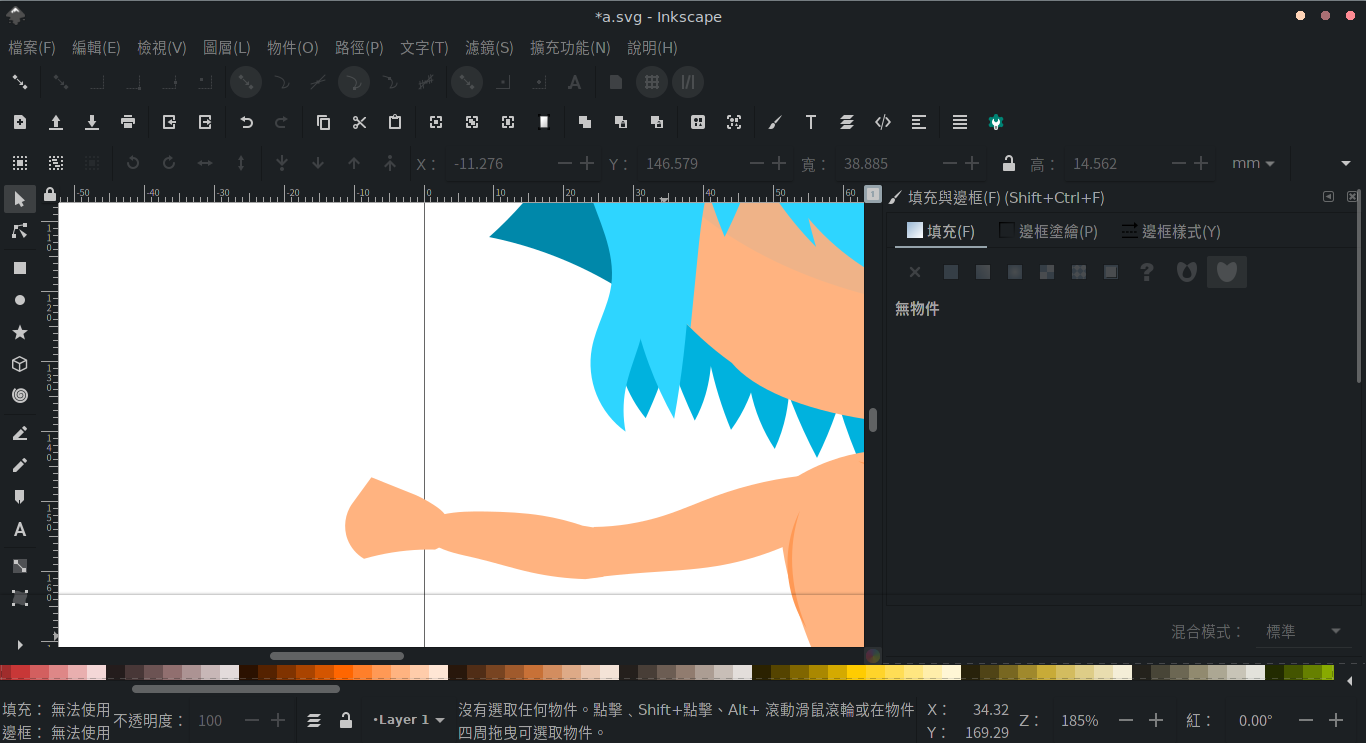 *a.svg - Inkscape
檔案(F) 編輯(E) 檢視(V) 圖層(L) 物件(O) 路徑(P) 文字(T) 濾鏡(S) 擴充功能(N) 說明(H)
X： -11.276 Y： 146.579 寬： 38.885 高： 14.562 mm
-50 -40 -30 -20 -10 0 10 20 30 40 50 60 1
填充與邊框(F) (Shift+Ctrl+F)
填充(F) 邊框塗繪(P) 邊框樣式(Y)
無物件
110
120
130
140
150
160
混合模式： 標準
填充： 無法使用
邊框： 無法使用
不透明度： 100
•Layer 1
沒有選取任何物件。點擊﹑Shift+點擊、Alt+ 滾動滑鼠滾輪或在物件
四周拖曳可選取物件。
X： 34.32
Y： 169.29
Z： 185%
紅： 0.00°